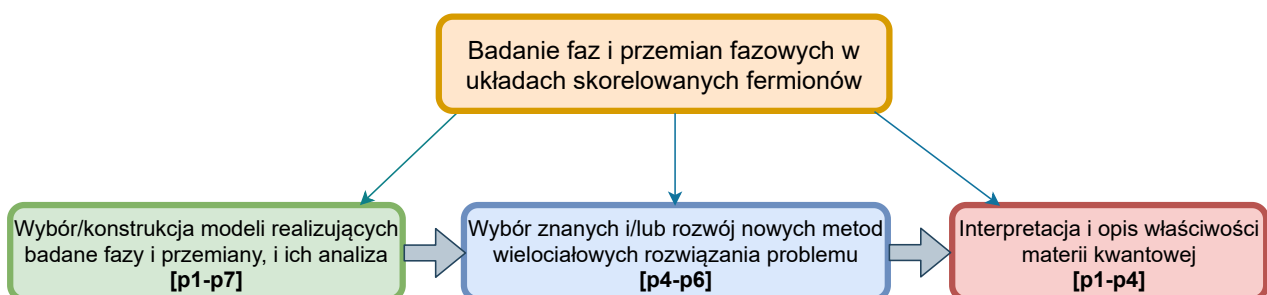 Badanie faz i przemian fazowych w
układach skorelowanych fermionów
Wybór/konstrukcja modeli realizujących
badane fazy i przemiany, i ich analiza
[p1-p7]
Wybór znanych i/lub rozwój nowych metod
wielociałowych rozwiązania problemu
[p4-p6]
Interpretacja i opis właściwości
materii kwantowej
[p1-p4]